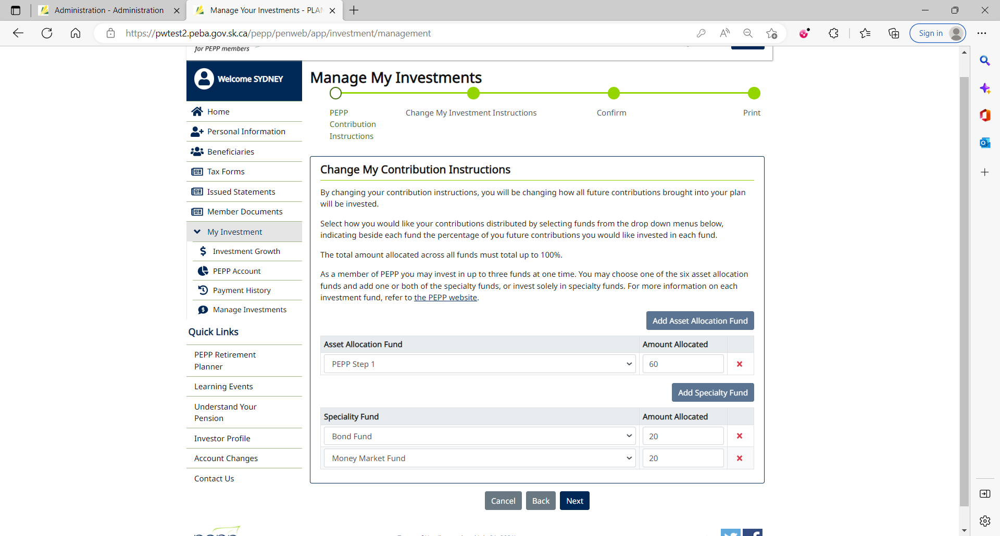 Administration - Administration
Manage Your Investments - PLAN
https://pwtest2.peba.gov.sk.ca/pepp/penweb/app/investment/management
Sign in
for PEPP members
Welcome SYDNEY
Home
Personal Information
Beneficiaries
Tax Forms
Issued Statements
Member Documents
My Investment
Investment Growth
PEPP Account
Payment History
Manage Investments
Quick Links
PEPP Retirement
Planner
Learning Events
Understand Your
Pension
Investor Profile
Account Changes
Contact Us
Manage My Investments
PEPP
Contribution
Instructions
Change My Investment Instructions
Confirm
Print
Change My Contribution Instructions
By changing your contribution instructions, you will be changing how all future contributions brought into your plan
will be invested.
Select how you would like your contributions distributed by selecting funds from the drop down menus below,
indicating beside each fund the percentage of you future contributions you would like invested in each fund.
The total amount allocated across all funds must total up to 100%.
As a member of PEPP you may invest in up to three funds at one time. You may choose one of the six asset allocation
funds and add one or both of the specialty funds, or invest solely in specialty funds. For more information on each
investment fund, refer to the PEPP website.
Add Asset Allocation Fund
Asset Allocation Fund Amount Allocated
PEPP Step 1 60
Add Specialty Fund
Speciality Fund Amount Allocated
Bond Fund 20
Money Market Fund 20
Cancel Back Next